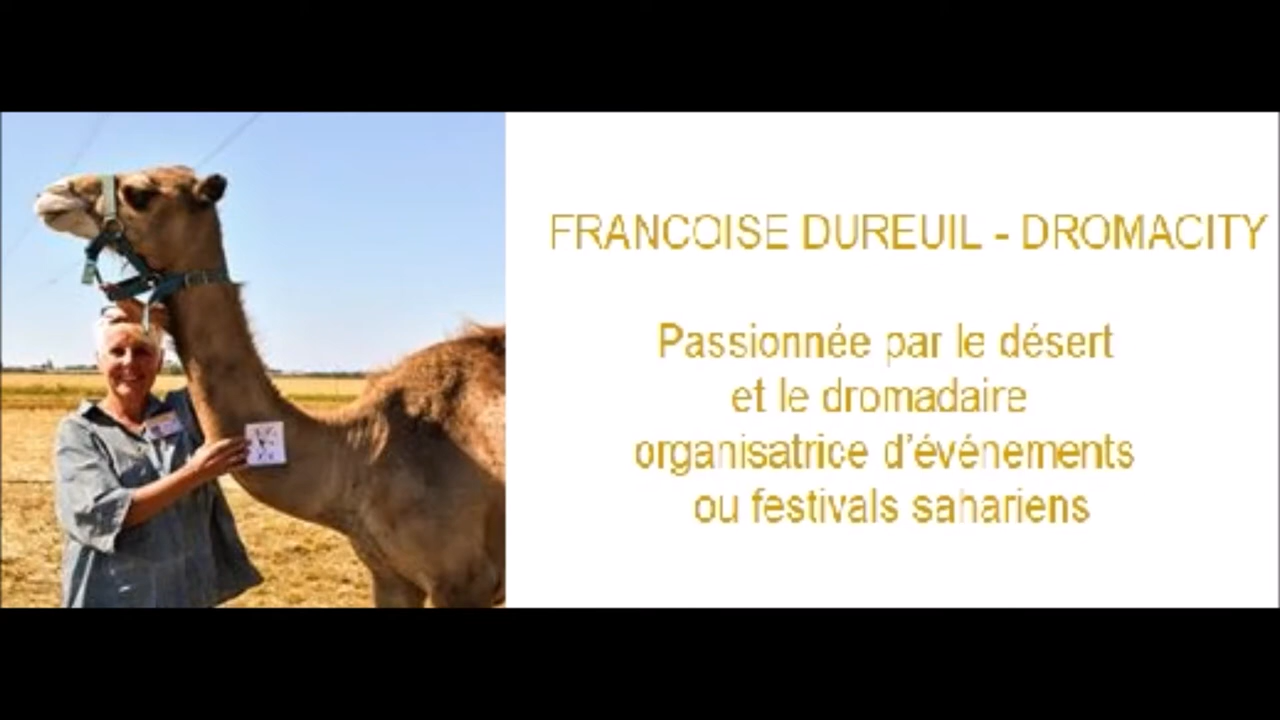 FRANCOISE DUREUIL - DROMACITY
Passionnée par le désert
et le dromadaire
organisatrice d'événements
ou festivals sahariens